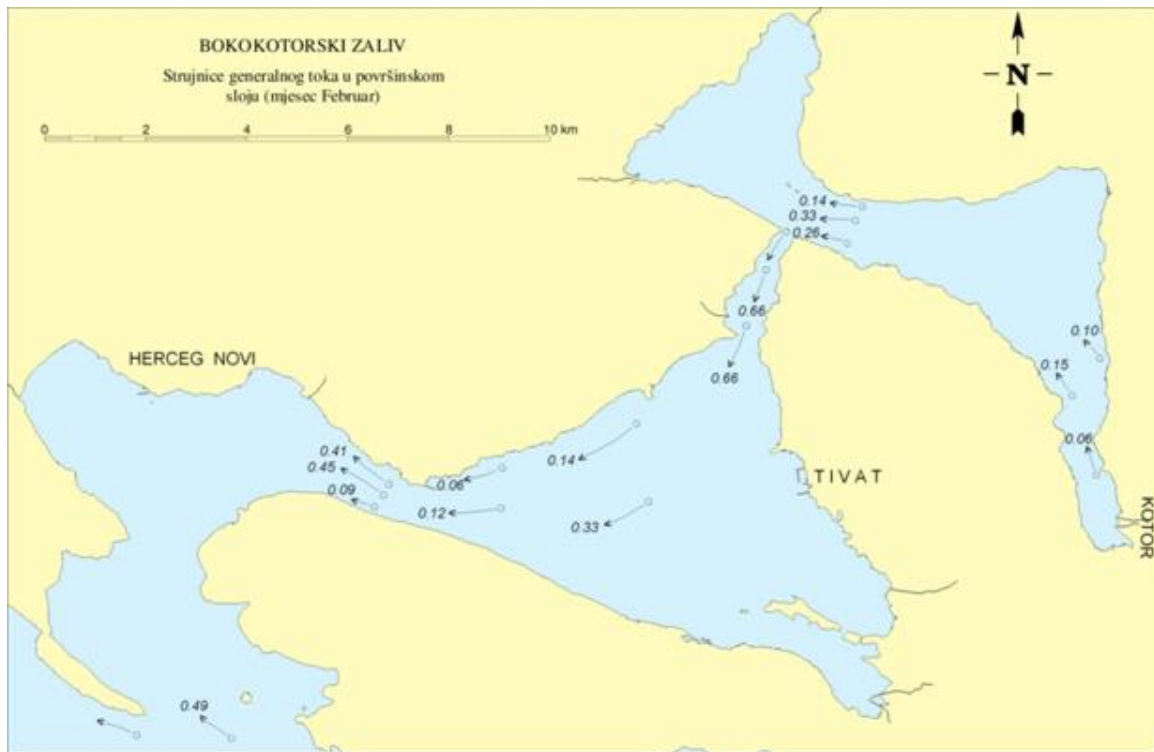 BOKOKOTORSKI ZALIV
Strujnice generalnog toka u površinskom
sloju (mjesec Februar)
0 2 4 6 8 10 km
N
0.14
0.33
0.26
0.66
0.66
0.10
0.15
0.06
HERCEG NOVI
0.41
0.45
0.09
0.06
0.14
0.12
0.33
TIVAT
KOTOR
0.49